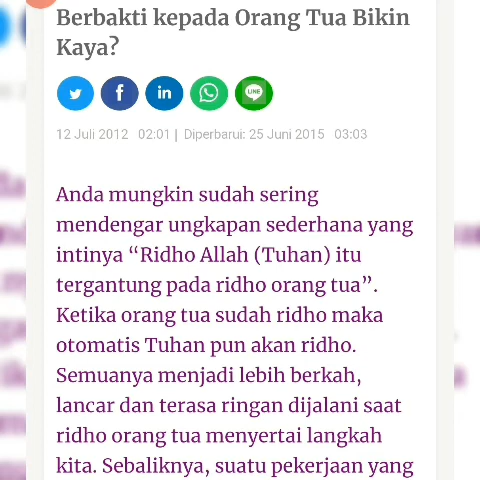 Berbakti kepada Orang Tua Bikin
Kaya?
12 Juli 2012 02:01 | Diperbarui: 25 Juni 2015 03:03
Anda mungkin sudah sering
mendengar ungkapan sederhana yang
intinya “Ridho Allah (Tuhan) itu
tergantung pada ridho orang tua”.
Ketika orang tua sudah ridho maka
otomatis Tuhan pun akan ridho.
Semuanya menjadi lebih berkah,
lancar dan terasa ringan dijalani saat
ridho orang tua menyertai langkah
kita. Sebaliknya, suatu pekerjaan yang